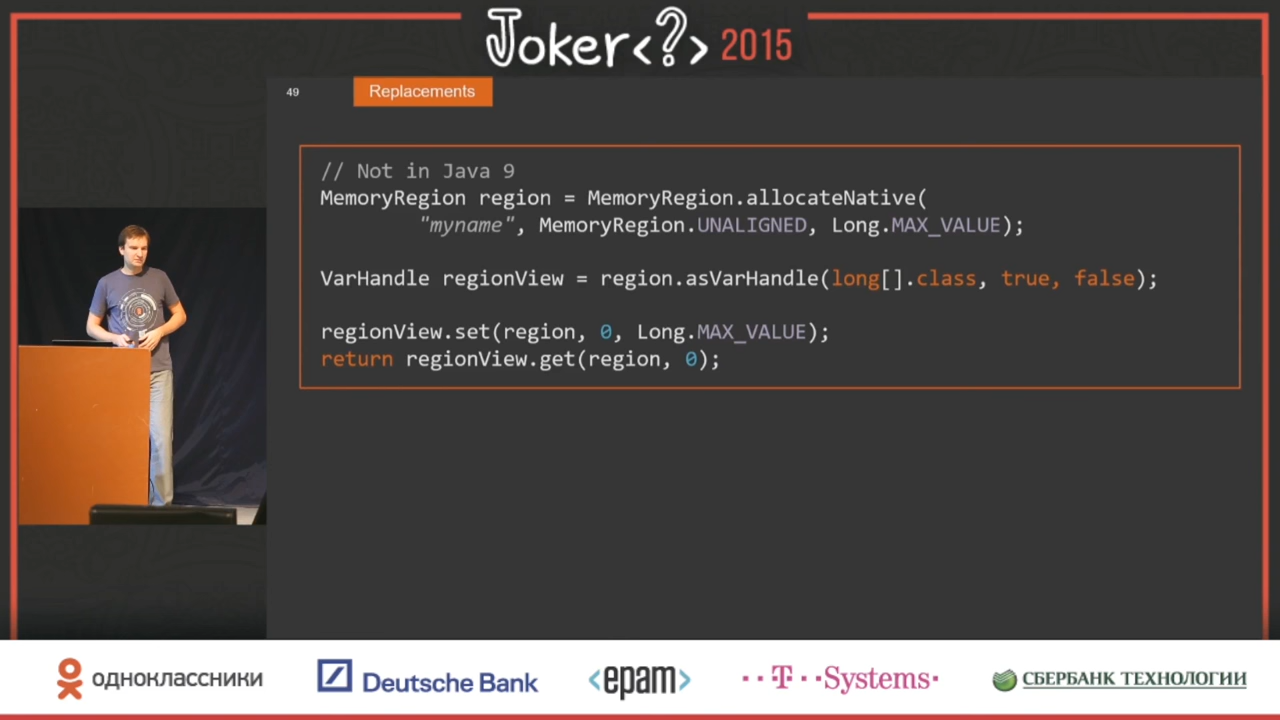 Joker<?> 2015
49
Replacements
// Not in Java 9
MemoryRegion region = MemoryRegion.allocateNative(
"myname", MemoryRegion.UNALIGNED, Long.MAX_VALUE);
VarHandle regionView = region.asVarHandle(long[].class, true, false);
regionView.set(region, 0, Long.MAX_VALUE);
return regionView.get(region, 0);
одноклассники
Deutsche Bank
<epam>
··T··Systems·
СБЕРБАНК ТЕХНОЛОГИИ